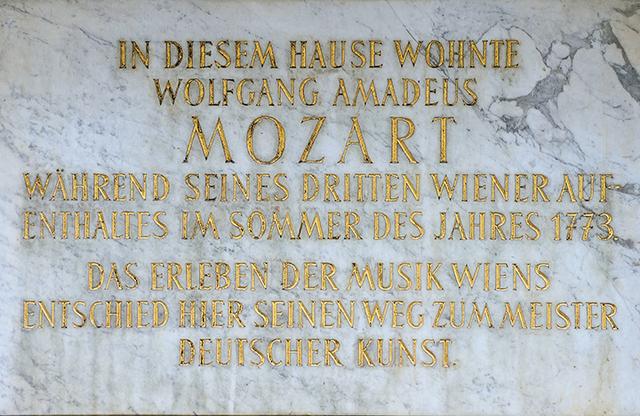 IN DIESEM HAUSE WOHNTE
WOLFGANG AMADEUS
MOZART
WÄHREND SEINES DRITTEN WIENER AUF-
ENTHALTES IM SOMMER DES JAHRES 1773.
DAS ERLEBEN DER MUSIK WIENS
ENTSCHIED HIER SEINEN WEG ZUM MEISTER
DEUTSCHER KUNST.